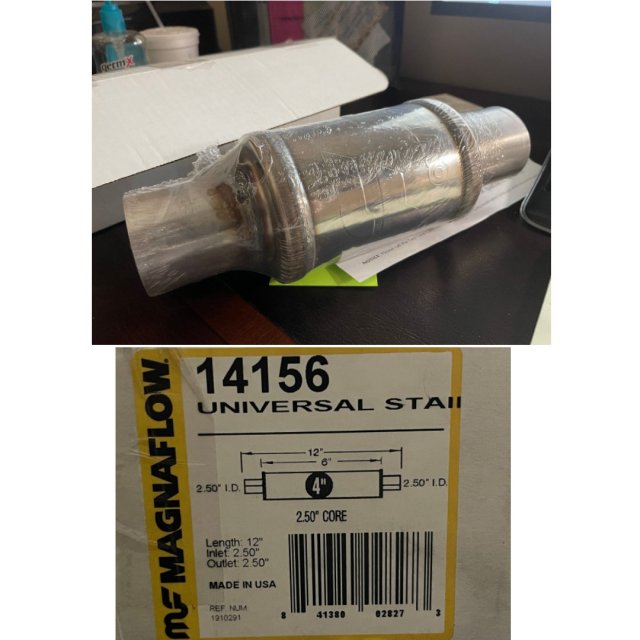 germx
14156
UNIVERSAL STAI
MAGNAFLOW
12"
6"
2.50" I.D.
4"
2.50" I.D.
2.50" CORE
Length: 12"
Inlet: 2.50"
Outlet: 2.50"
MADE IN USA
REF. NUM.
1910291
8 41380 02827 3